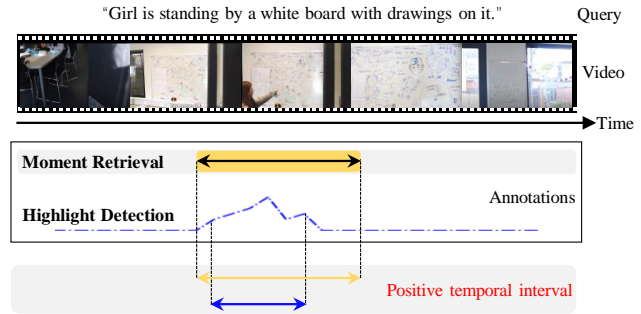 “Girl is standing by a white board with drawings on it.” Query
Video
Time
Moment Retrieval
Annotations
Highlight Detection
Positive temporal interval